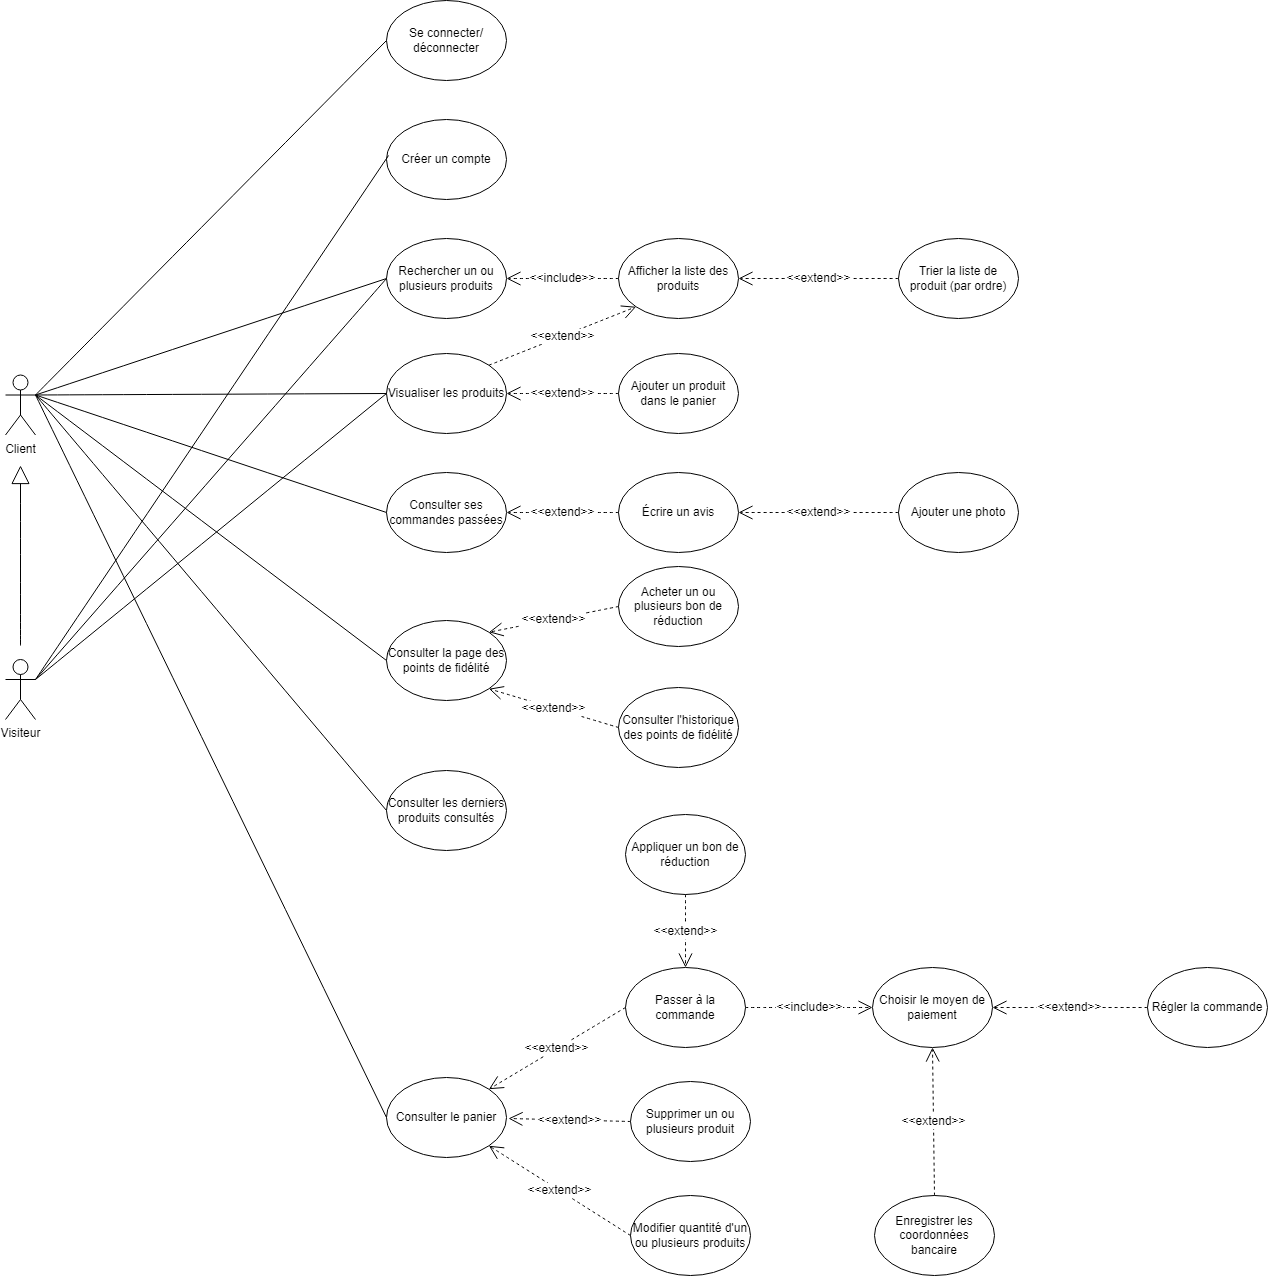 Se connecter/
déconnecter
Créer un compte
Rechercher un ou
plusieurs produits
<<include>>
Afficher la liste des
produits
<<extend>>
Trier la liste de
produit (par ordre)
<<extend>>
Visualiser les produits
<<extend>>
Ajouter un produit
dans le panier
Client
Consulter ses
commandes passées
<<extend>>
Écrire un avis
<<extend>>
Ajouter une photo
Acheter un ou
plusieurs bon de
réduction
<<extend>>
Consulter la page des
points de fidélité
<<extend>>
Consulter l'historique
des points de fidélité
Visiteur
Consulter les derniers
produits consultés
Appliquer un bon de
réduction
<<extend>>
Passer à la
commande
<<include>>
Choisir le moyen de
paiement
<<extend>>
Régler la commande
<<extend>>
Consulter le panier
<<extend>>
Supprimer un ou
plusieurs produit
<<extend>>
<<extend>>
Modifier quantité d'un
ou plusieurs produits
Enregistrer les
coordonnées
bancaire